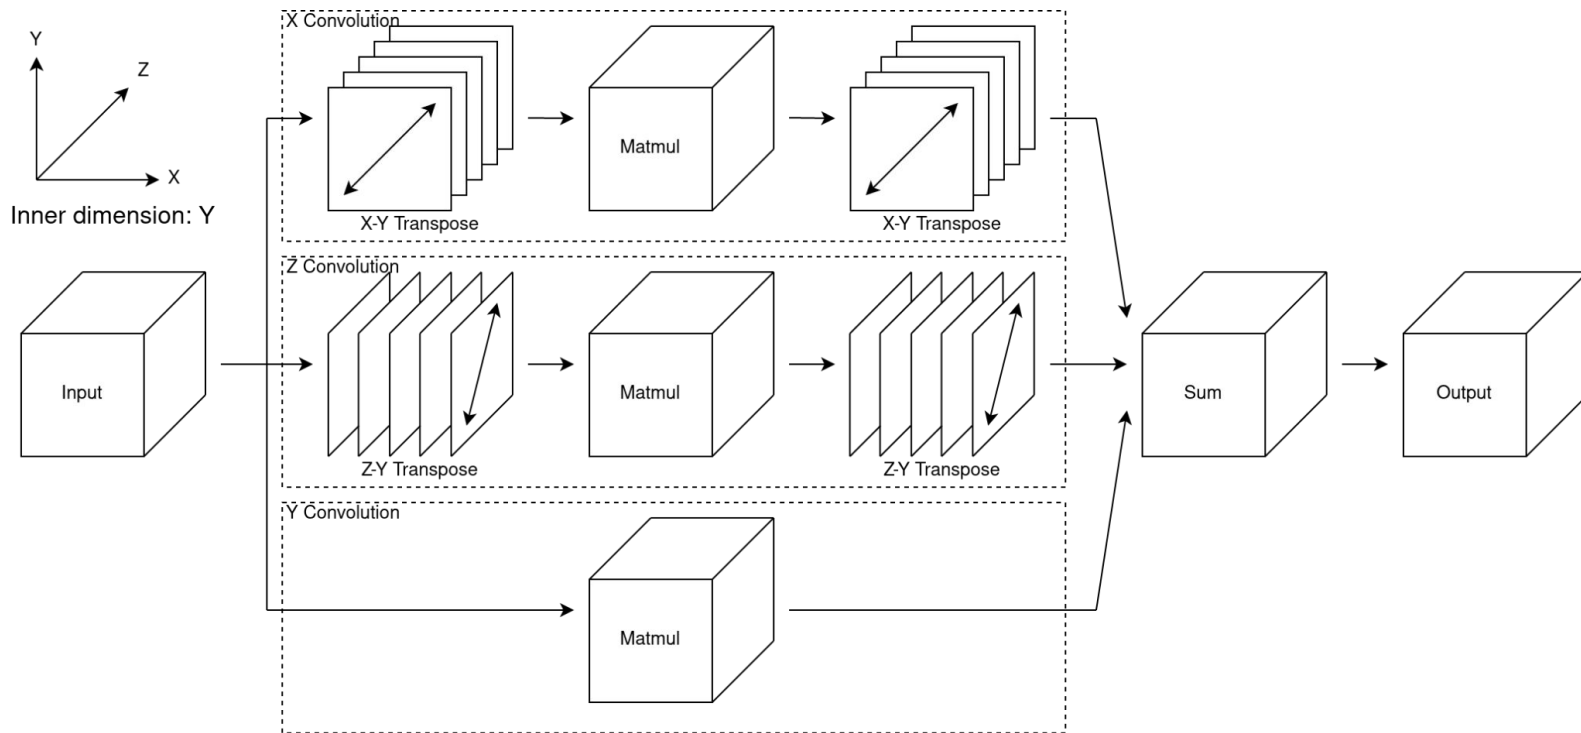 Y
Z
X
Inner dimension: Y
Input
X Convolution
X-Y Transpose
Matmul
X-Y Transpose
Z Convolution
Z-Y Transpose
Matmul
Z-Y Transpose
Y Convolution
Matmul
Sum
Output